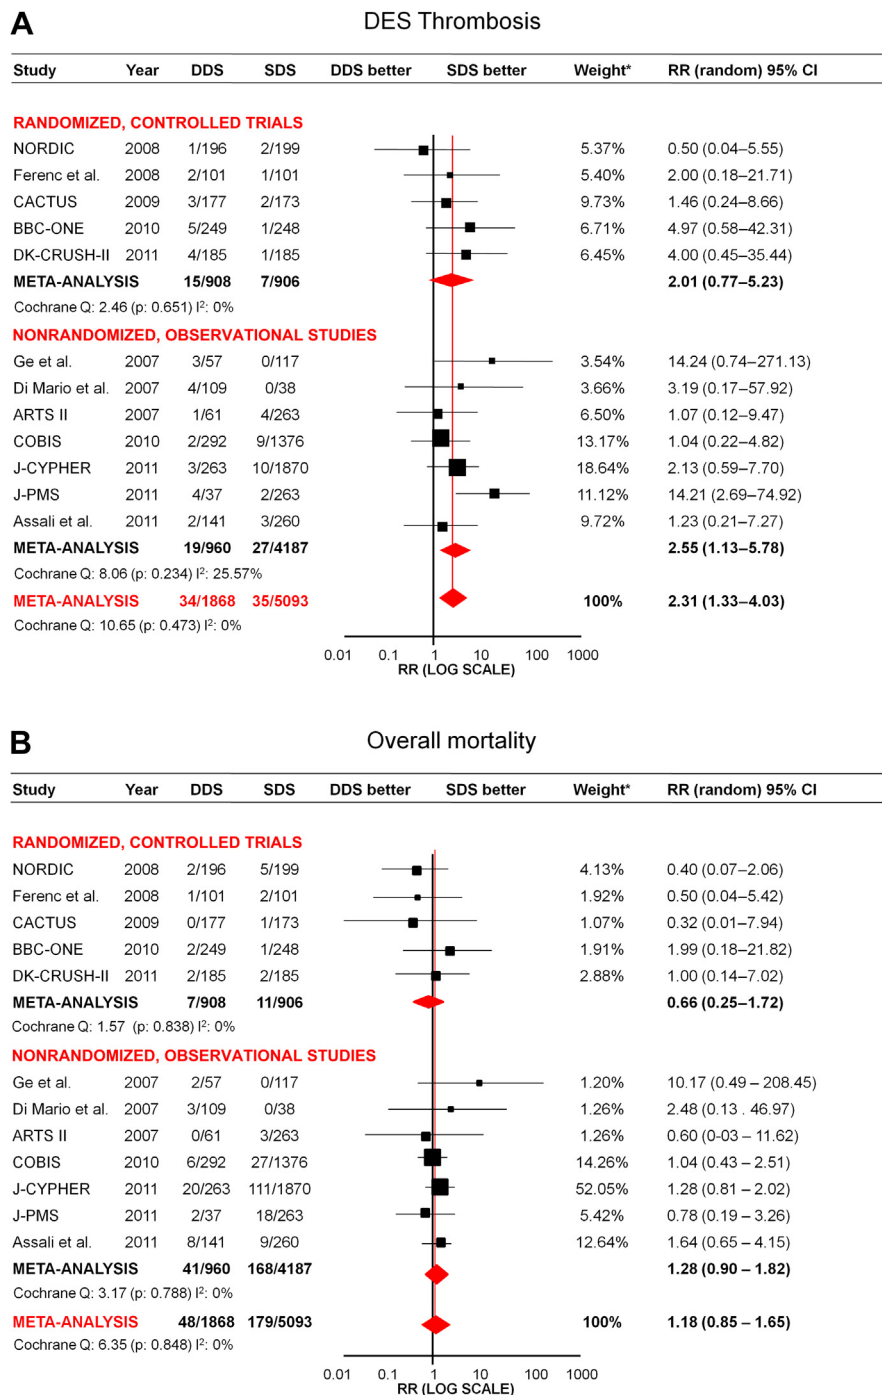 A
DES Thrombosis
Study Year DDS SDS DDS better SDS better Weight* RR (random) 95% CI
RANDOMIZED, CONTROLLED TRIALS
NORDIC 2008 1/196 2/199 5.37% 0.50 (0.04–5.55)
Ferenc et al. 2008 2/101 1/101 5.40% 2.00 (0.18–21.71)
CACTUS 2009 3/177 2/173 9.73% 1.46 (0.24–8.66)
BBC-ONE 2010 5/249 1/248 6.71% 4.97 (0.58–42.31)
DK-CRUSH-II 2011 4/185 1/185 6.45% 4.00 (0.45–35.44)
META-ANALYSIS 15/908 7/906 2.01 (0.77–5.23)
Cochrane Q: 2.46 (p: 0.651) I²: 0%
NONRANDOMIZED, OBSERVATIONAL STUDIES
Ge et al. 2007 3/57 0/117 3.54% 14.24 (0.74–271.13)
Di Mario et al. 2007 4/109 0/38 3.66% 3.19 (0.17–57.92)
ARTS II 2007 1/61 4/263 6.50% 1.07 (0.12–9.47)
COBIS 2010 2/292 9/1376 13.17% 1.04 (0.22–4.82)
J-CYPHER 2011 3/263 10/1870 18.64% 2.13 (0.59–7.70)
J-PMS 2011 4/37 2/263 11.12% 14.21 (2.69–74.92)
Assali et al. 2011 2/141 3/260 9.72% 1.23 (0.21–7.27)
META-ANALYSIS 19/960 27/4187 2.55 (1.13–5.78)
Cochrane Q: 8.06 (p: 0.234) I²: 25.57%
META-ANALYSIS 34/1868 35/5093 100% 2.31 (1.33–4.03)
Cochrane Q: 10.65 (p: 0.473) I²: 0%
0.01 0.1 1 10 100 1000
RR (LOG SCALE)
B
Overall mortality
Study Year DDS SDS DDS better SDS better Weight* RR (random) 95% CI
RANDOMIZED, CONTROLLED TRIALS
NORDIC 2008 2/196 5/199 4.13% 0.40 (0.07–2.06)
Ferenc et al. 2008 1/101 2/101 1.92% 0.50 (0.04–5.42)
CACTUS 2009 0/177 1/173 1.07% 0.32 (0.01–7.94)
BBC-ONE 2010 2/249 1/248 1.91% 1.99 (0.18–21.82)
DK-CRUSH-II 2011 2/185 2/185 2.88% 1.00 (0.14–7.02)
META-ANALYSIS 7/908 11/906 0.66 (0.25–1.72)
Cochrane Q: 1.57 (p: 0.838) I²: 0%
NONRANDOMIZED, OBSERVATIONAL STUDIES
Ge et al. 2007 2/57 0/117 1.20% 10.17 (0.49 – 208.45)
Di Mario et al. 2007 3/109 0/38 1.26% 2.48 (0.13 . 46.97)
ARTS II 2007 0/61 3/263 1.26% 0.60 (0-03 – 11.62)
COBIS 2010 6/292 27/1376 14.26% 1.04 (0.43 – 2.51)
J-CYPHER 2011 20/263 111/1870 52.05% 1.28 (0.81 – 2.02)
J-PMS 2011 2/37 18/263 5.42% 0.78 (0.19 – 3.26)
Assali et al. 2011 8/141 9/260 12.64% 1.64 (0.65 – 4.15)
META-ANALYSIS 41/960 168/4187 1.28 (0.90 – 1.82)
Cochrane Q: 3.17 (p: 0.788) I²: 0%
META-ANALYSIS 48/1868 179/5093 100% 1.18 (0.85 – 1.65)
Cochrane Q: 6.35 (p: 0.848) I²: 0%
0.01 0.1 1 10 100 1000
RR (LOG SCALE)